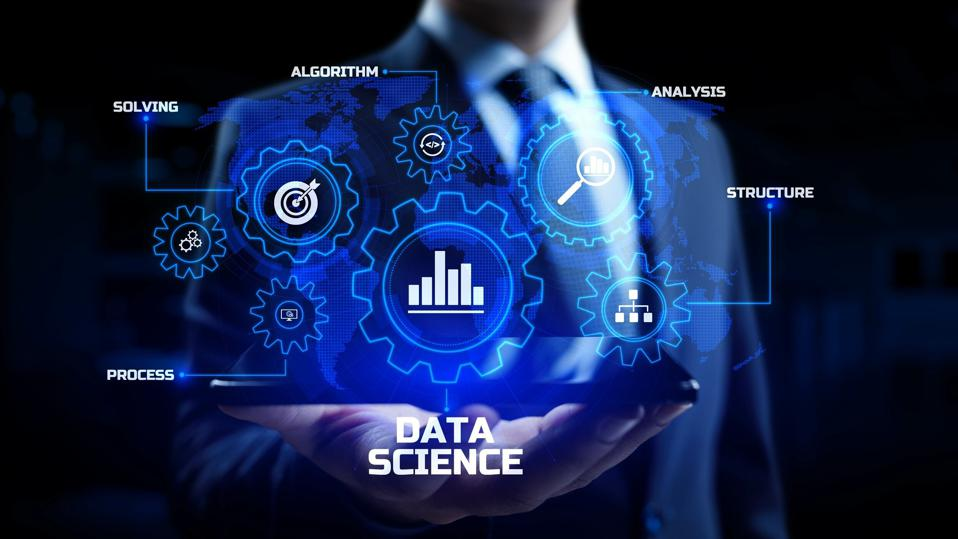 ALGORITHM
ANALYSIS
SOLVING
STRUCTURE
PROCESS
DATA
SCIENCE
</>